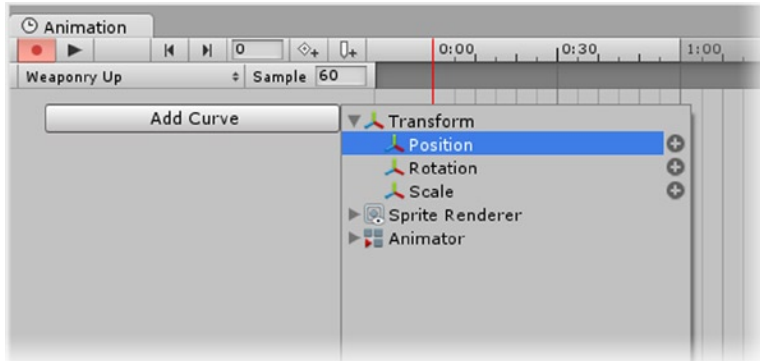 Animation
0 0:00 0:30 1:00
Weaponry Up Sample 60
Add Curve Transform
Position
Rotation
Scale
Sprite Renderer
Animator